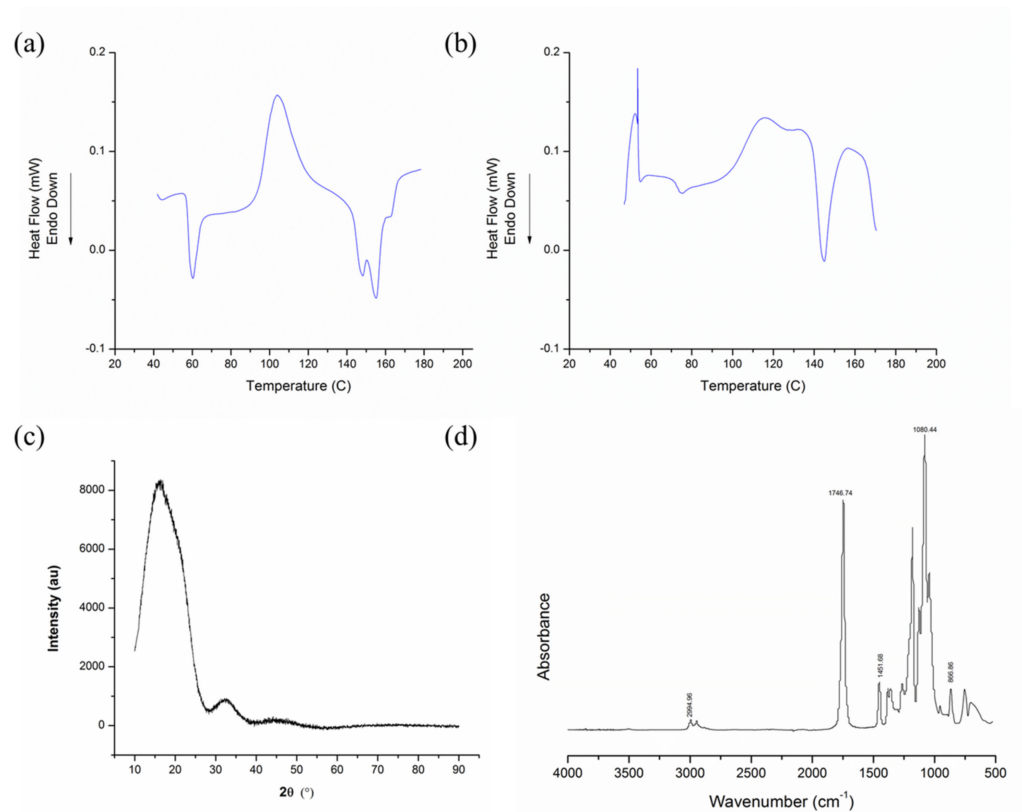 (a)
0.2
0.1
0.0
-0.1
Heat Flow (mW)
Endo Down
20 40 60 80 100 120 140 160 180 200
Temperature (C)
(b)
0.2
0.1
0.0
-0.1
Heat Flow (mW)
Endo Down
20 40 60 80 100 120 140 160 180 200
Temperature (C)
(c)
8000
6000
4000
2000
0
Intensity (au)
10 20 30 40 50 60 70 80 90
2θ (°)
(d)
1080.44
1746.74
1451.68
866.86
2994.96
Absorbance
4000 3500 3000 2500 2000 1500 1000 500
Wavenumber (cm⁻¹)